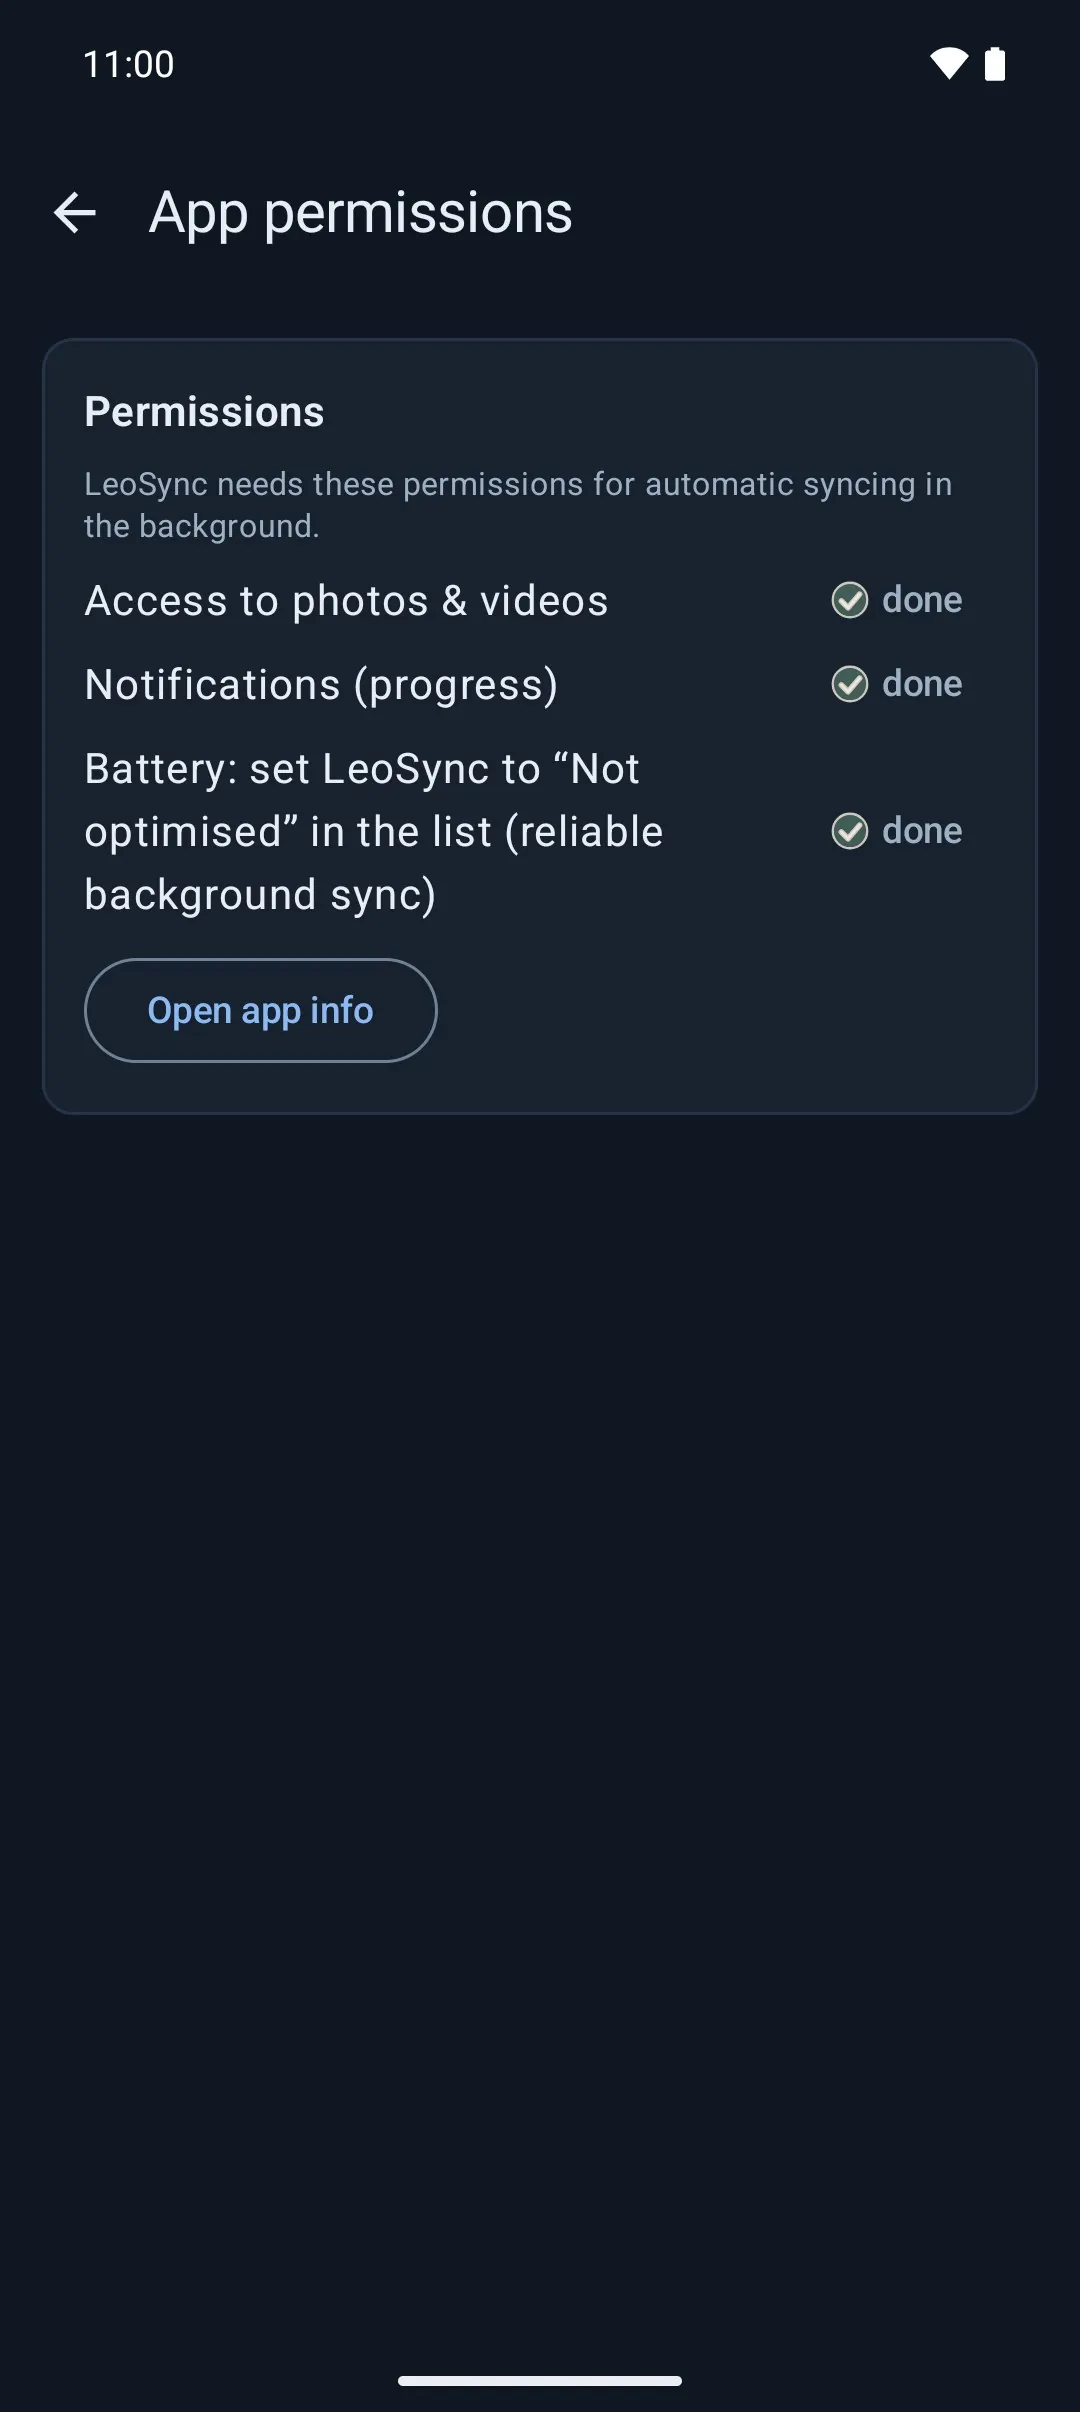 11:00
App permissions
Permissions
LeoSync needs these permissions for automatic syncing in
the background.
Access to photos & videos
done
Notifications (progress)
done
Battery: set LeoSync to “Not
optimised” in the list (reliable
background sync)
done
Open app info